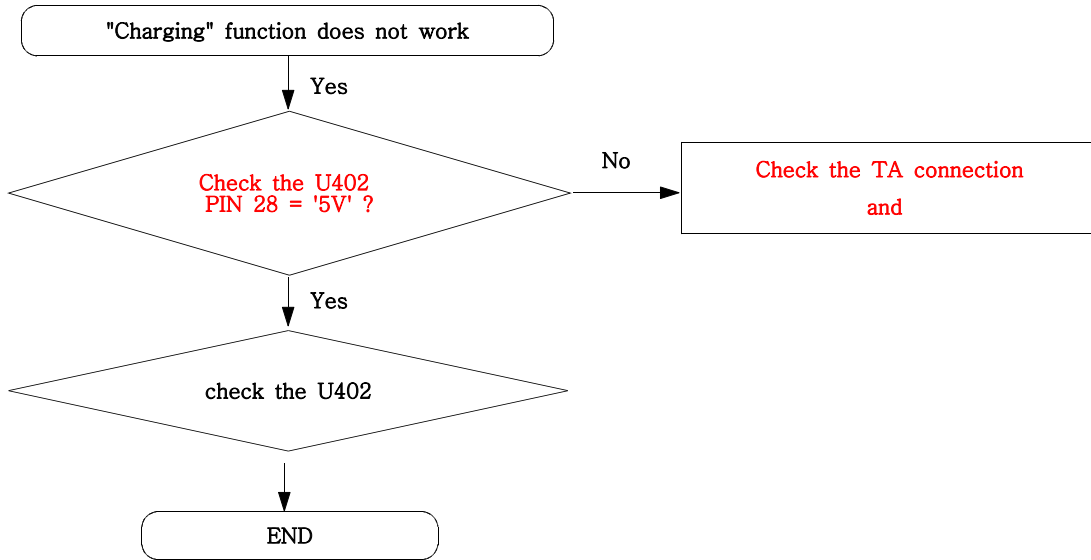 "Charging" function does not work
Yes
Check the U402
PIN 28 = '5V' ?
No
Check the TA connection
and
Yes
check the U402
END